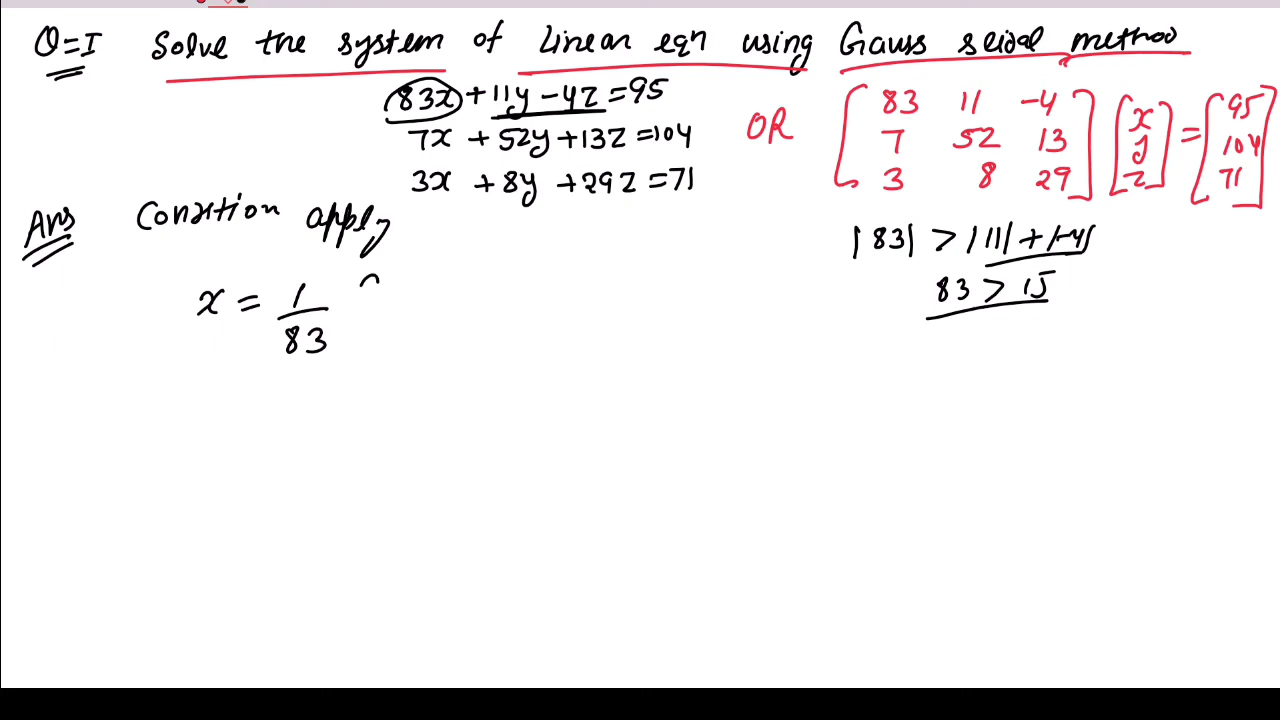 Q=I Solve the system of Linear eqn using Gauss seidal method
83x + 11y - 4z = 95
7x + 52y + 13z = 104
3x + 8y + 29z = 71
OR
[83 11 -4; 7 52 13; 3 8 29] [x; y; z] = [95; 104; 71]
Ans Condition apply
|83| > |11| + |-4|
83 > 15
x = 1/83